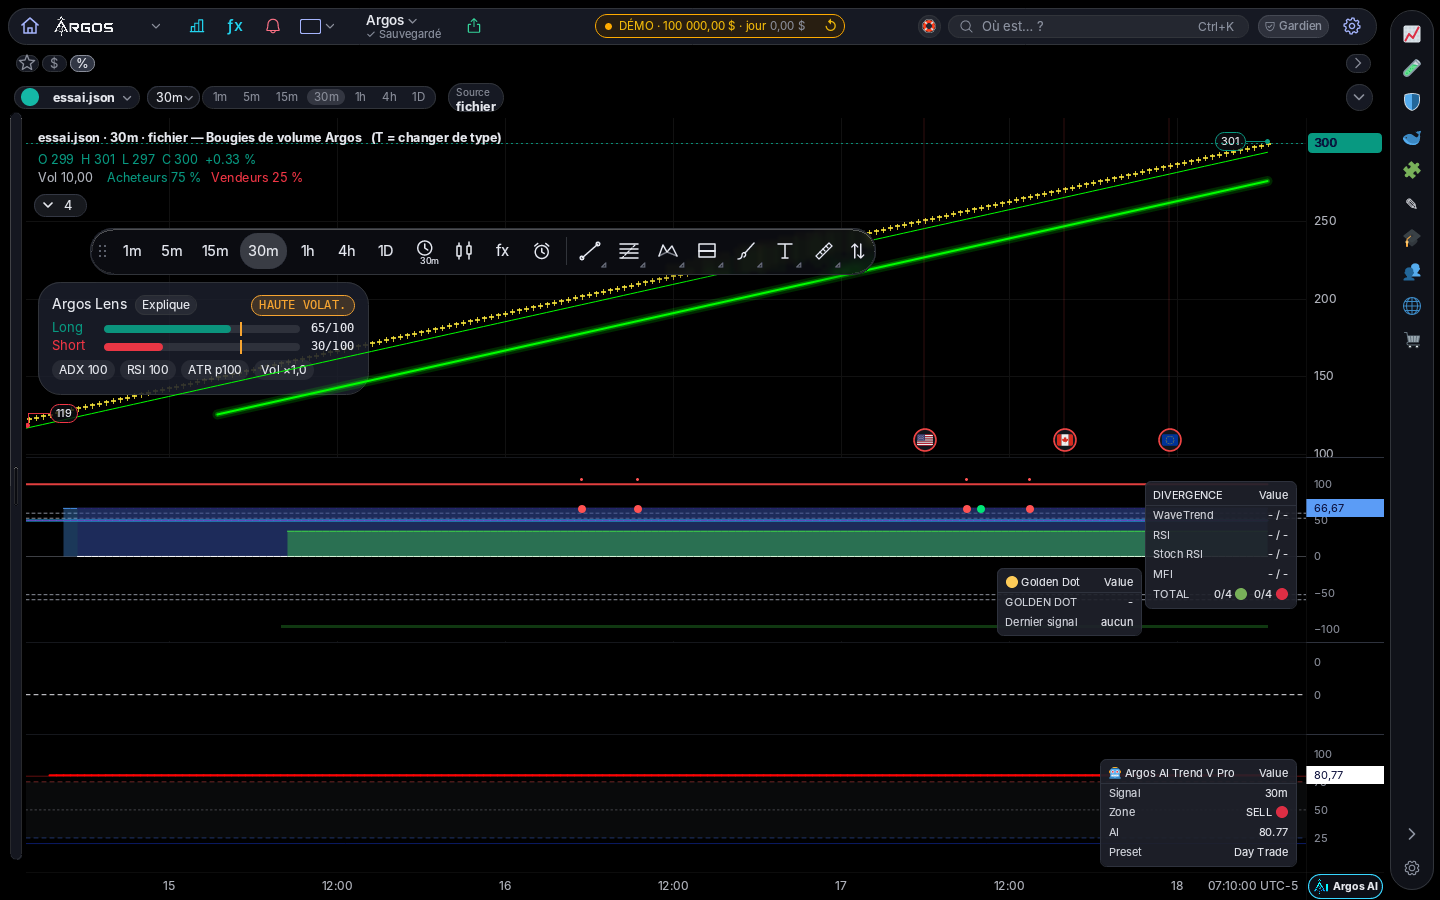 ARGOS
fx
Argos
✓ Sauvegardé
DÉMO · 100 000,00 $ · jour 0,00 $
Où est... ?
Ctrl+K
Gardien
$
%
essai.json
30m
1m 5m 15m 30m 1h 4h 1D
Source
fichier
essai.json · 30m · fichier — Bougies de volume Argos (T = changer de type)
O 299 H 301 L 297 C 300 +0.33 %
Vol 10,00 Acheteurs 75 % Vendeurs 25 %
4
301
300
250
200
150
100
1m 5m 15m 30m 1h 4h 1D
30m
fx
T
Argos Lens Explique HAUTE VOLAT.
Long 65/100
Short 30/100
ADX 100 RSI 100 ATR p100 Vol ×1,0
119
100
66,67
50
0
−50
−100
DIVERGENCE Value
WaveTrend - / -
RSI - / -
Stoch RSI - / -
MFI - / -
TOTAL 0/4 0/4
Golden Dot Value
GOLDEN DOT -
Dernier signal aucun
0
0
100
80,77
50
25
Argos AI Trend V Pro Value
Signal 30m
Zone SELL
AI 80.77
Preset Day Trade
15 12:00 16 12:00 17 12:00 18
07:10:00 UTC-5
Argos AI